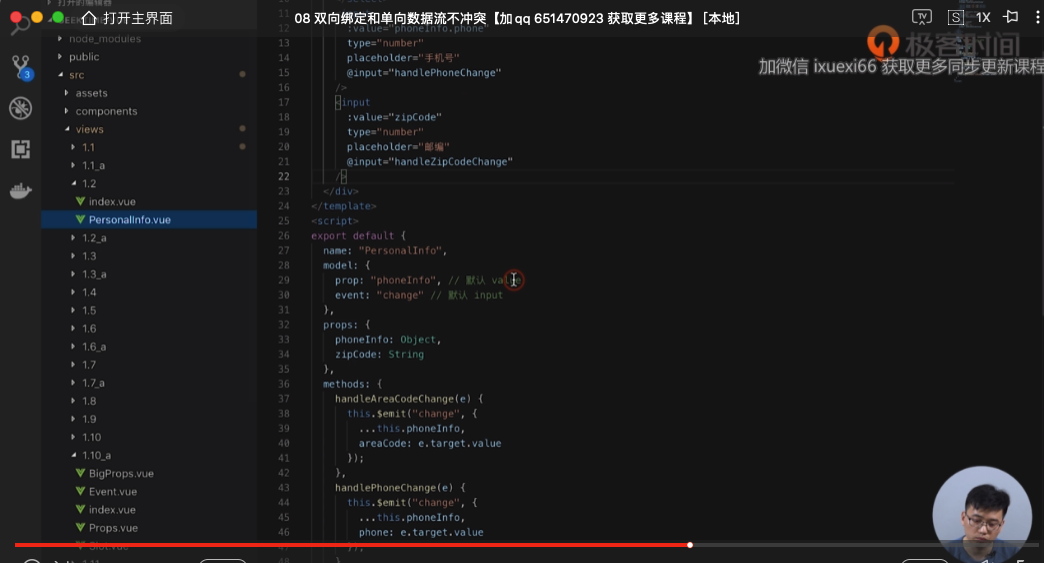 打开主界面
08 双向绑定和单向数据流不冲突【加qq 651470923 获取更多课程】[本地]
TV
S
1X
极客时间
加微信 ixuexi66 获取更多同步更新课程
3
node_modules
public
src
assets
components
views
1.1
1.1_a
1.2
index.vue
PersonalInfo.vue
1.2_a
1.3
1.3_a
1.4
1.5
1.6
1.6_a
1.7
1.7_a
1.8
1.9
1.10
1.10_a
BigProps.vue
Event.vue
index.vue
Props.vue
Slot.vue
12 :value="phoneInfo.phone"
13 type="number"
14 placeholder="手机号"
15 @input="handlePhoneChange"
16 />
17 <input
18 :value="zipCode"
19 type="number"
20 placeholder="邮编"
21 @input="handleZipCodeChange"
22 />
23 </div>
24 </template>
25 <script>
26 export default {
27 name: "PersonalInfo",
28 model: {
29 prop: "phoneInfo", // 默认 value
30 event: "change" // 默认 input
31 },
32 props: {
33 phoneInfo: Object,
34 zipCode: String
35 },
36 methods: {
37 handleAreaCodeChange(e) {
38 this.$emit("change", {
39 ...this.phoneInfo,
40 areaCode: e.target.value
41 });
42 },
43 handlePhoneChange(e) {
44 this.$emit("change", {
45 ...this.phoneInfo,
46 phone: e.target.value
47 });
48 }